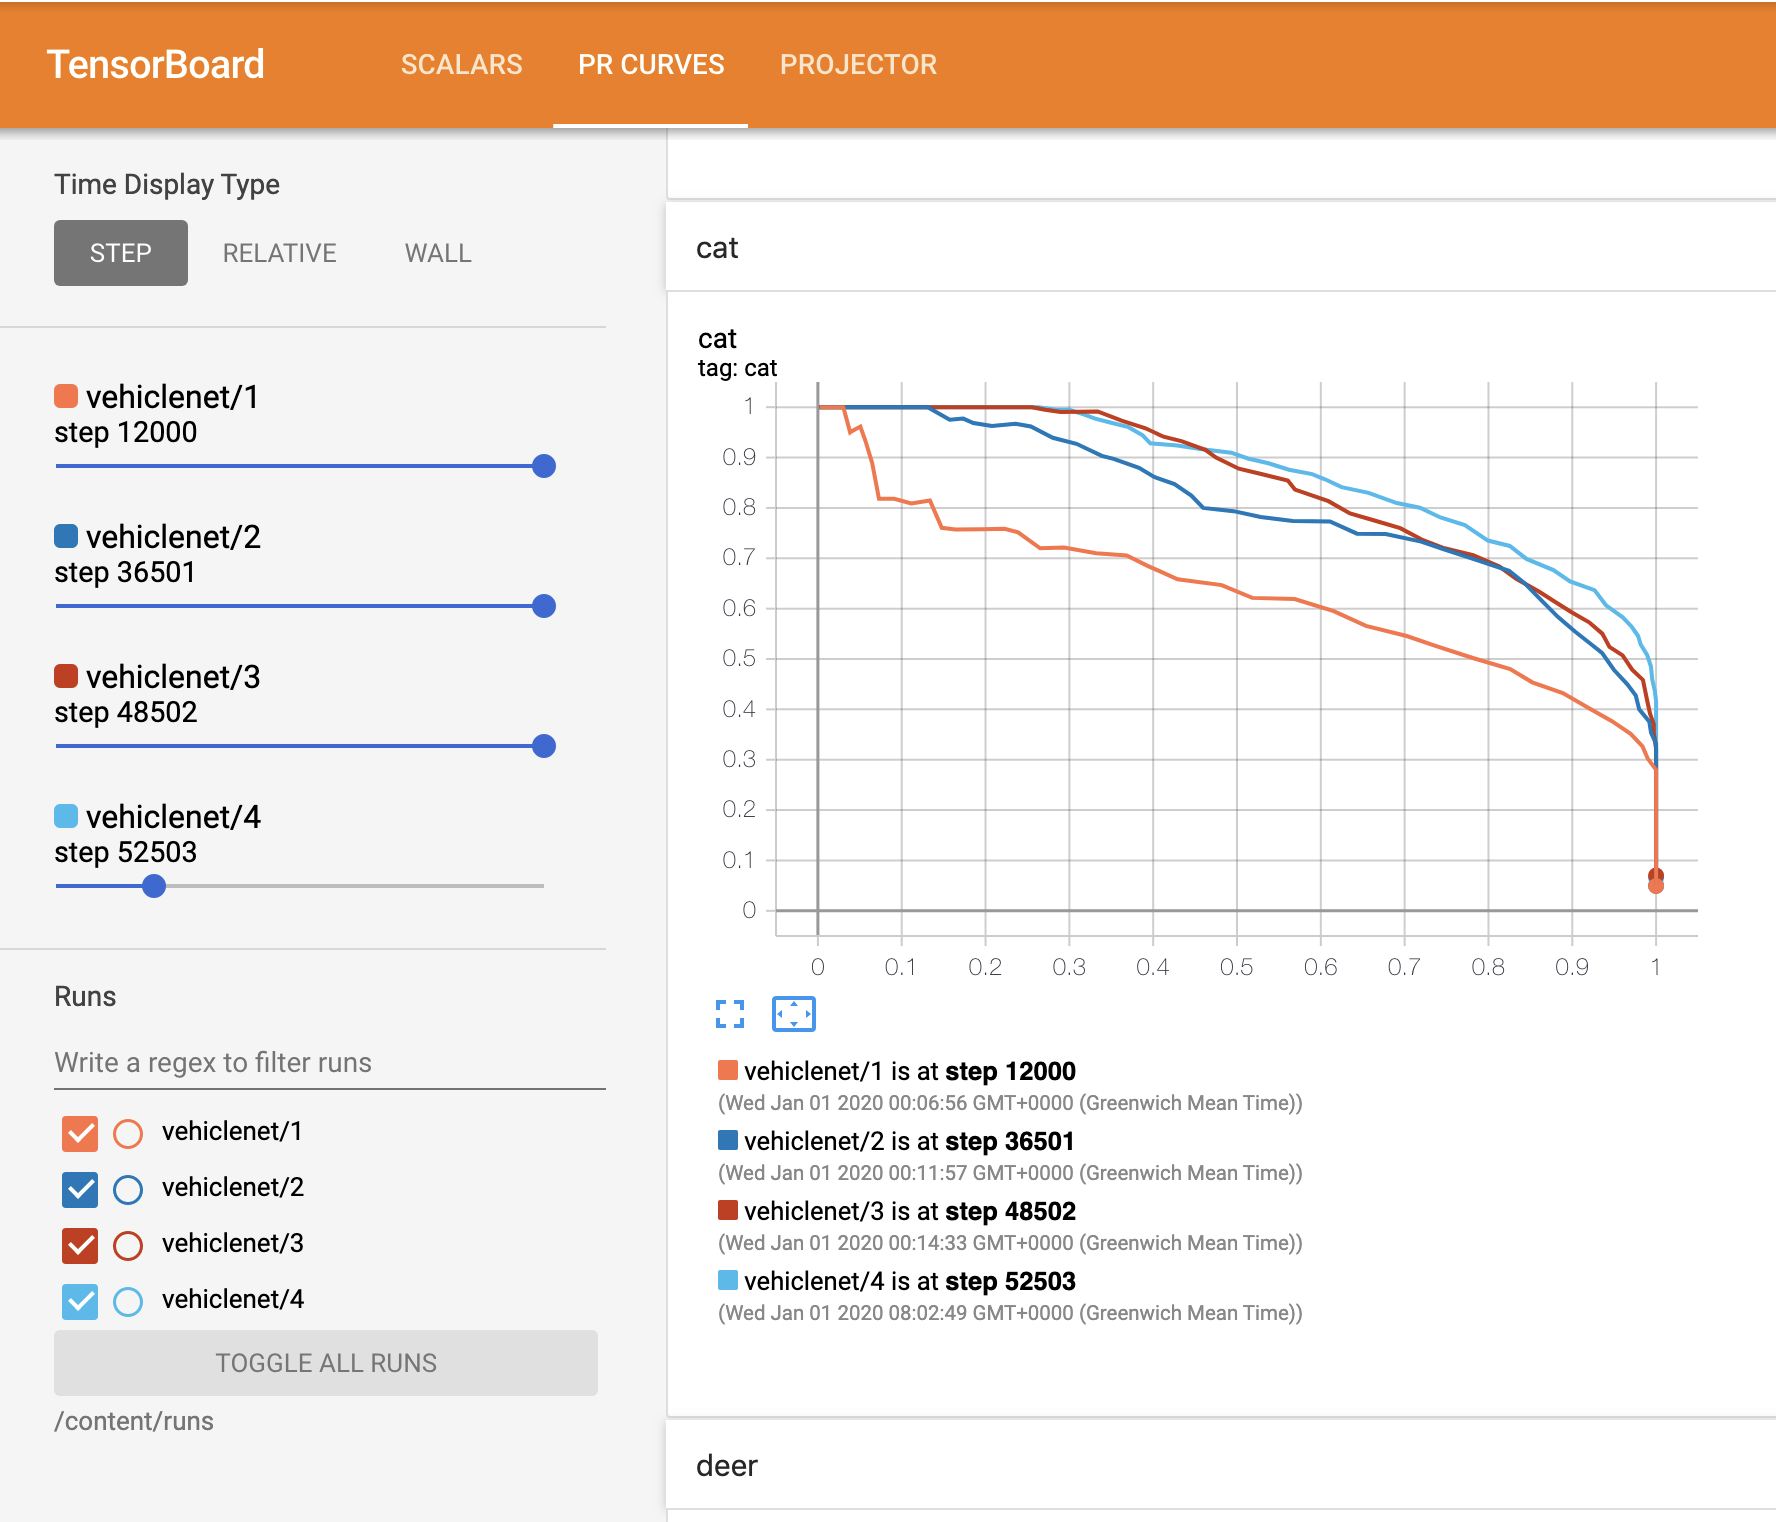 TensorBoard SCALARS PR CURVES PROJECTOR
Time Display Type
STEP RELATIVE WALL
vehiclenet/1
step 12000
vehiclenet/2
step 36501
vehiclenet/3
step 48502
vehiclenet/4
step 52503
Runs
Write a regex to filter runs
vehiclenet/1
vehiclenet/2
vehiclenet/3
vehiclenet/4
TOGGLE ALL RUNS
/content/runs
cat
cat
tag: cat
1
0.9
0.8
0.7
0.6
0.5
0.4
0.3
0.2
0.1
0
0 0.1 0.2 0.3 0.4 0.5 0.6 0.7 0.8 0.9 1
vehiclenet/1 is at step 12000
(Wed Jan 01 2020 00:06:56 GMT+0000 (Greenwich Mean Time))
vehiclenet/2 is at step 36501
(Wed Jan 01 2020 00:11:57 GMT+0000 (Greenwich Mean Time))
vehiclenet/3 is at step 48502
(Wed Jan 01 2020 00:14:33 GMT+0000 (Greenwich Mean Time))
vehiclenet/4 is at step 52503
(Wed Jan 01 2020 08:02:49 GMT+0000 (Greenwich Mean Time))
deer